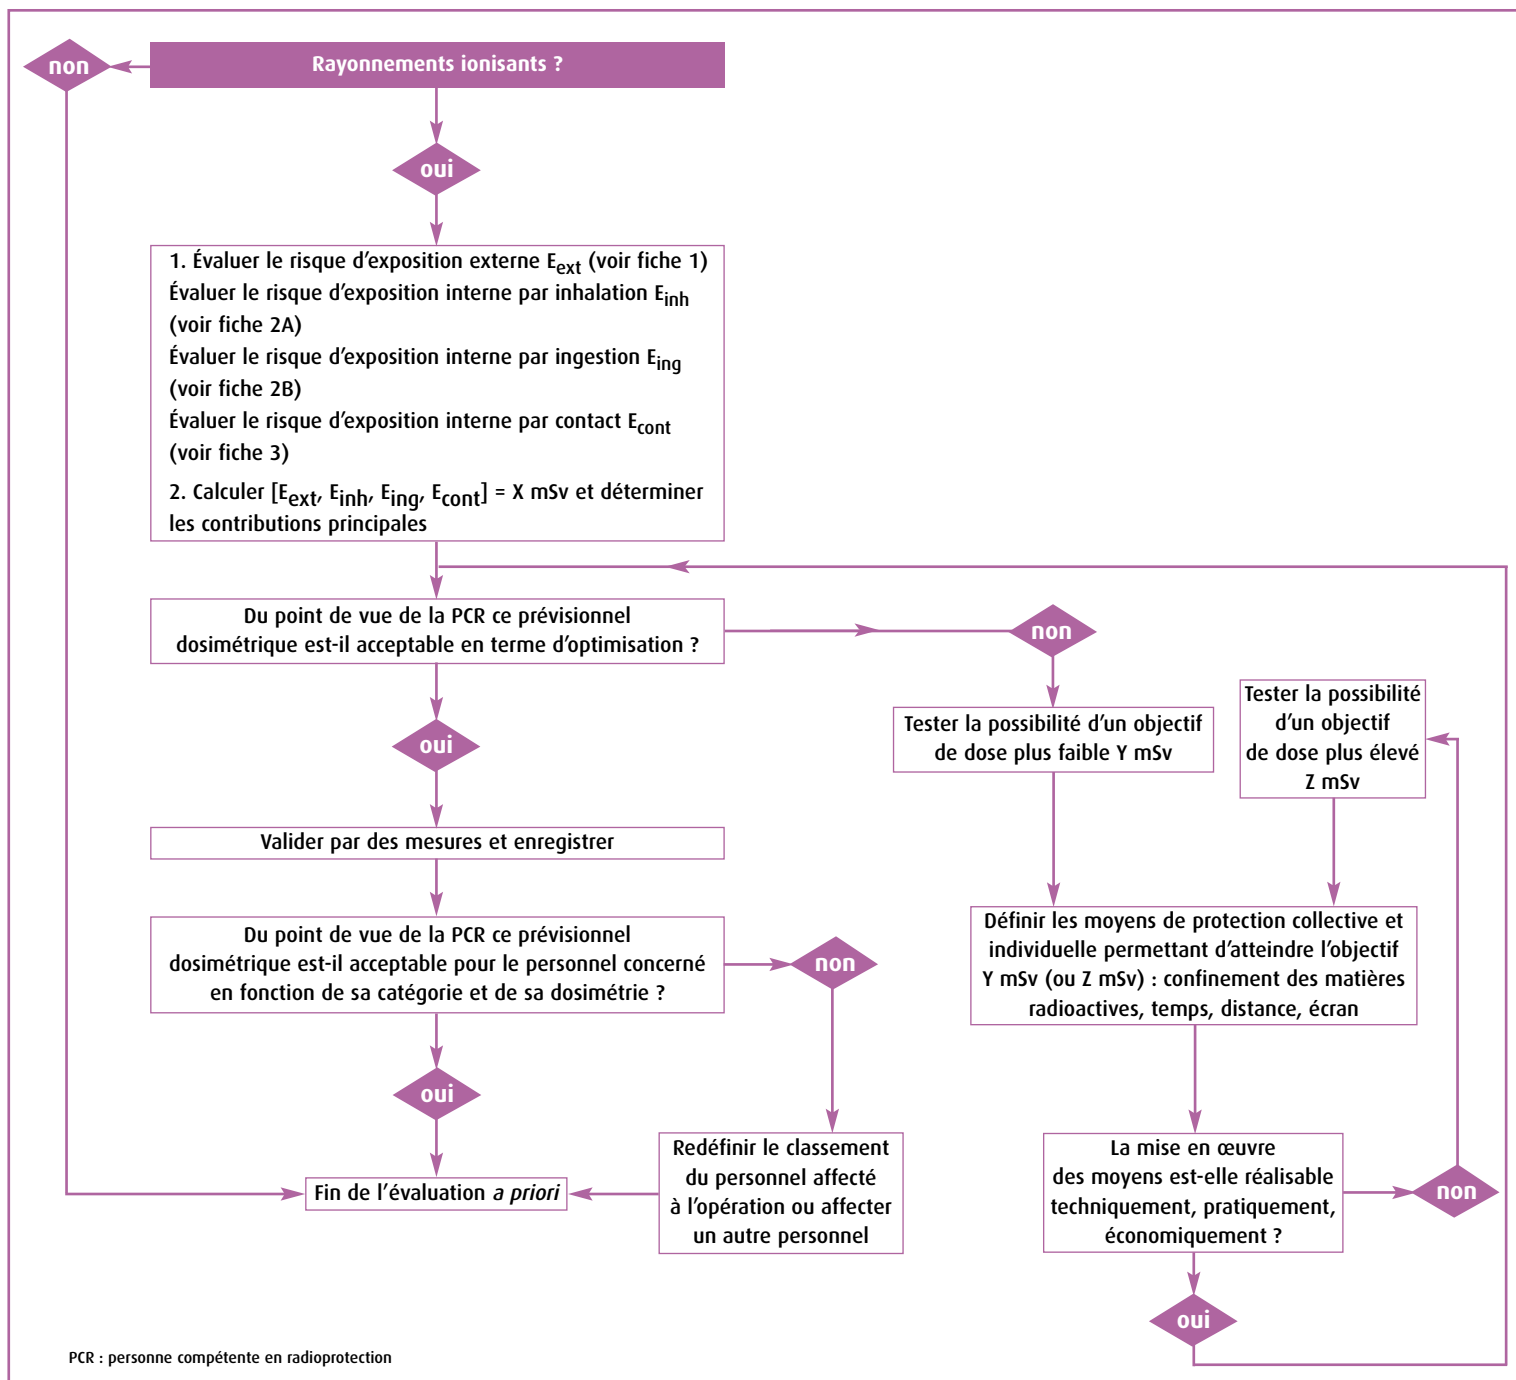 non
Rayonnements ionisants ?
oui
1. Évaluer le risque d'exposition externe Eext (voir fiche 1)
Évaluer le risque d'exposition interne par inhalation Einh
(voir fiche 2A)
Évaluer le risque d'exposition interne par ingestion Eing
(voir fiche 2B)
Évaluer le risque d'exposition interne par contact Econt
(voir fiche 3)
2. Calculer [Eext, Einh, Eing, Econt] = X mSv et déterminer
les contributions principales
Du point de vue de la PCR ce prévisionnel
dosimétrique est-il acceptable en terme d'optimisation ?
non
oui
Tester la possibilité d'un objectif
de dose plus faible Y mSv
Tester la possibilité
d'un objectif
de dose plus élevé
Z mSv
Valider par des mesures et enregistrer
Du point de vue de la PCR ce prévisionnel
dosimétrique est-il acceptable pour le personnel concerné
en fonction de sa catégorie et de sa dosimétrie ?
non
Définir les moyens de protection collective et
individuelle permettant d'atteindre l'objectif
Y mSv (ou Z mSv) : confinement des matières
radioactives, temps, distance, écran
oui
Redéfinir le classement
du personnel affecté
à l'opération ou affecter
un autre personnel
Fin de l'évaluation a priori
La mise en œuvre
des moyens est-elle réalisable
techniquement, pratiquement,
économiquement ?
non
oui
PCR : personne compétente en radioprotection